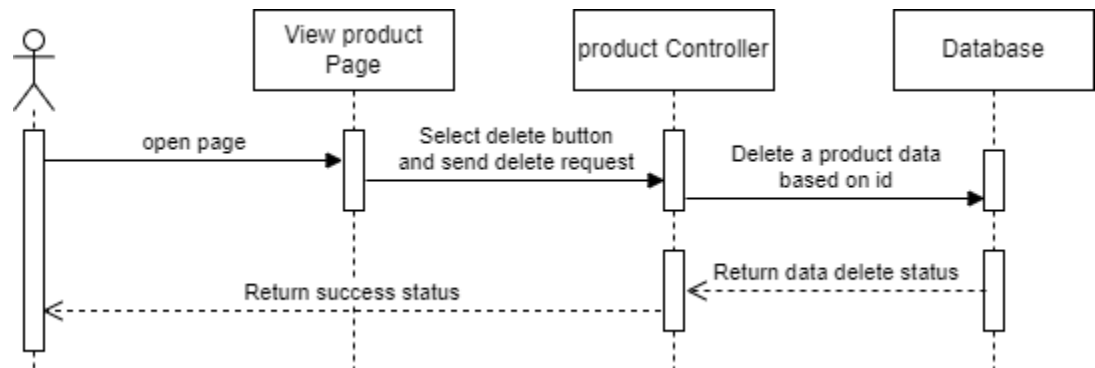 View product
Page
product Controller
Database
open page
Select delete button
and send delete request
Delete a product data
based on id
Return data delete status
Return success status